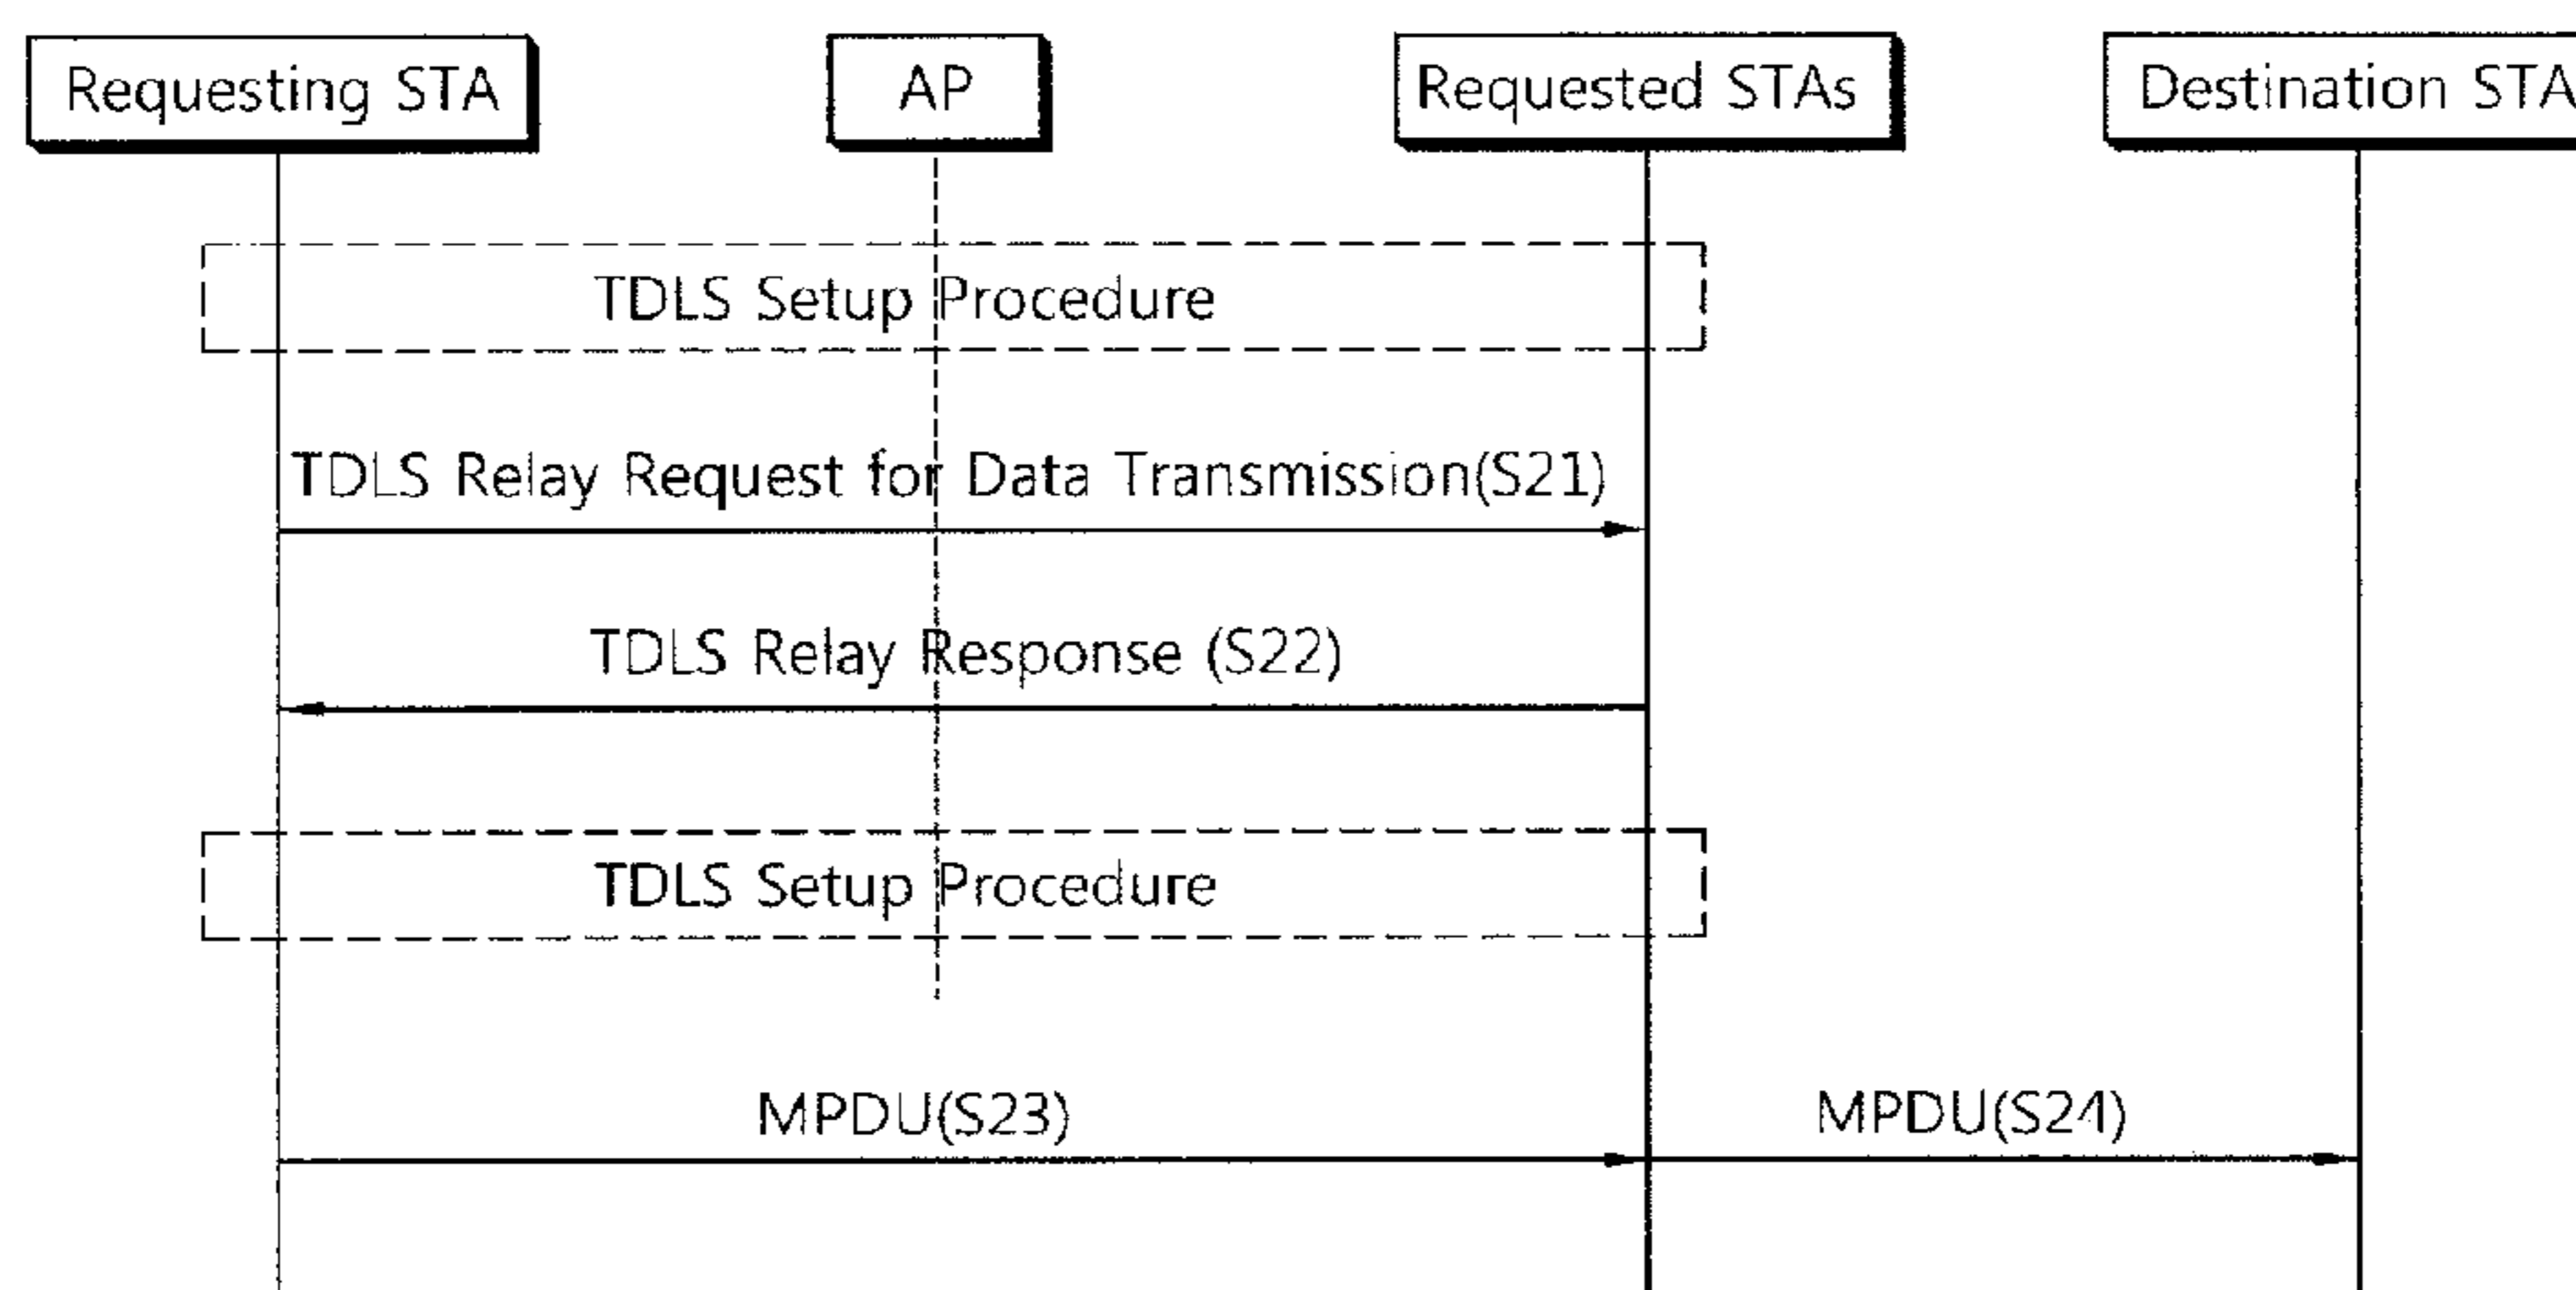 Requesting STA
AP
Requested STAs
Destination STA
TDLS Setup Procedure
TDLS Relay Request for Data Transmission(S21)
TDLS Relay Response (S22)
TDLS Setup Procedure
MPDU(S23)
MPDU(S24)